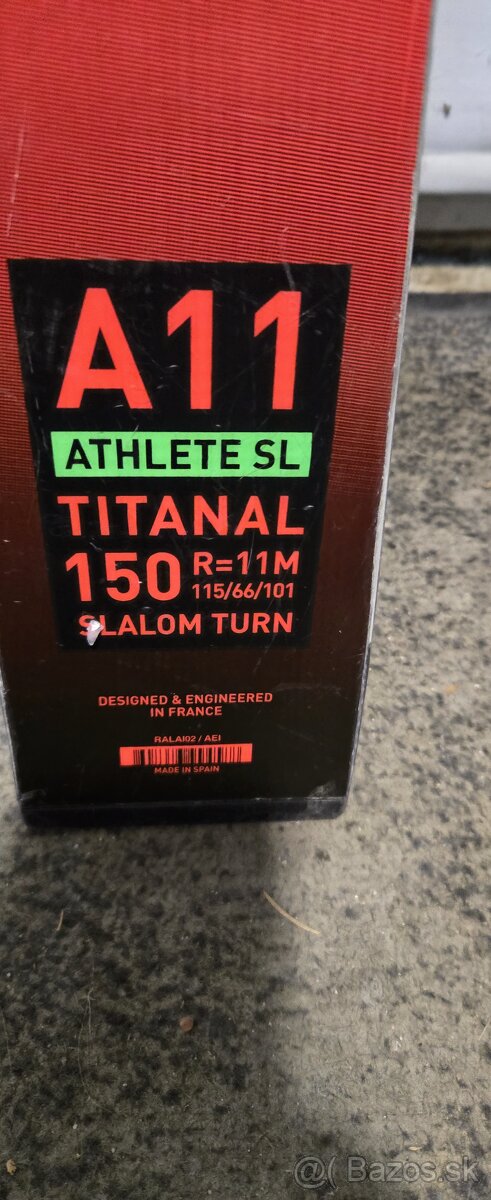 A11
ATHLETE SL
TITANAL
150 R=11M
115/66/101
SLALOM TURN
DESIGNED & ENGINEERED
IN FRANCE
RALAI02 / AEI
MADE IN SPAIN
Bazos.sk